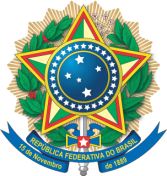 REPÚBLICA FEDERATIVA DO BRASIL
15 de Novembro de 1889